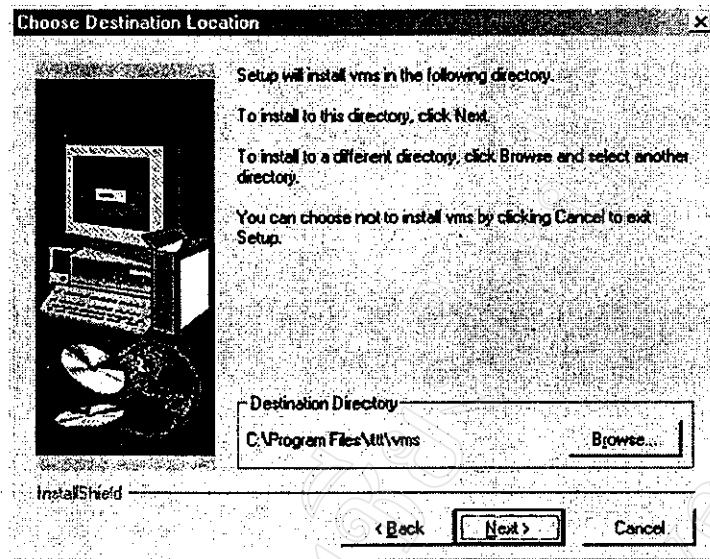 Choose Destination Location
Setup will install vms in the following directory.
To install to this directory, click Next.
To install to a different directory, click Browse and select another
directory.
You can choose not to install vms by clicking Cancel to exit
Setup.
Destination Directory
C:\Program Files\ttt\vms
Browse...
InstallShield
< Back
Next >
Cancel